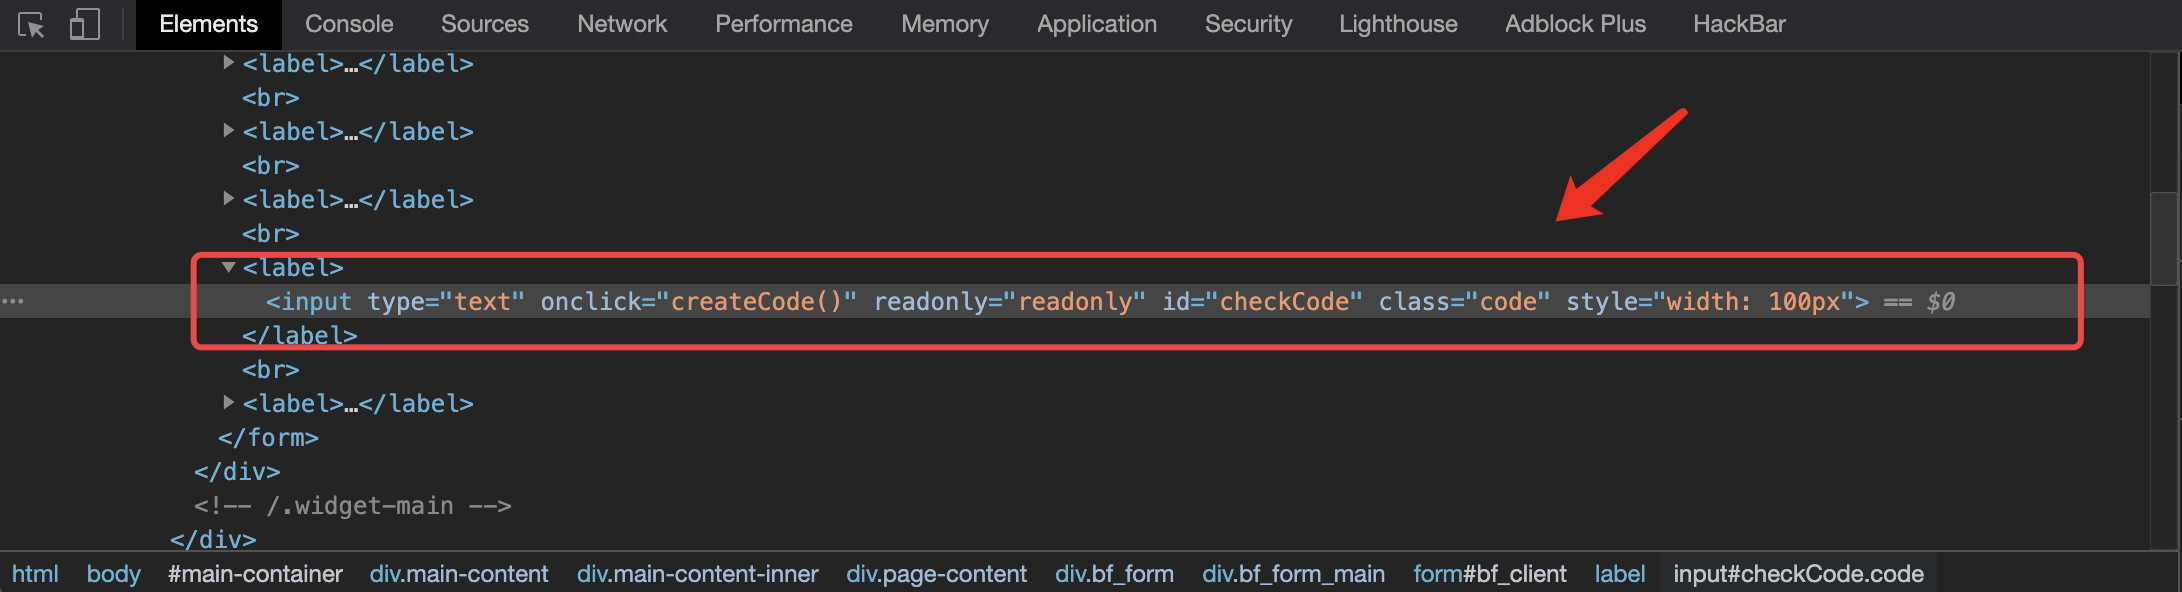 Elements Console Sources Network Performance Memory Application Security Lighthouse Adblock Plus HackBar
<label>…</label>
<br>
<label>…</label>
<br>
<label>…</label>
<br>
<label>
… <input type="text" onclick="createCode()" readonly="readonly" id="checkCode" class="code" style="width: 100px"> == $0
</label>
<br>
<label>…</label>
</form>
</div>
<!-- /.widget-main -->
</div>
html body #main-container div.main-content div.main-content-inner div.page-content div.bf_form div.bf_form_main form#bf_client label input#checkCode.code